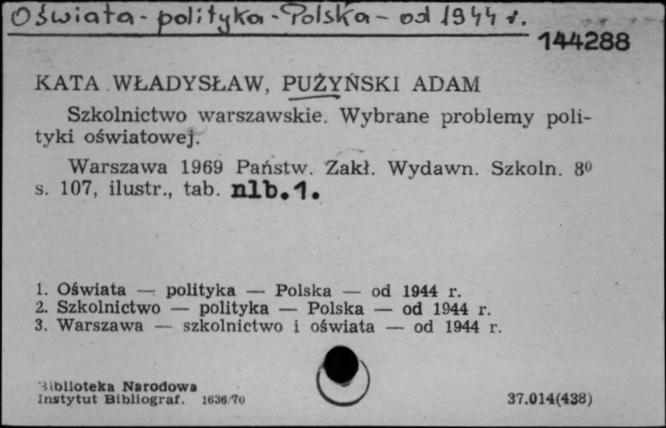 Oświata - polityka - Polska - od 1944 r.
144288
KATA WŁADYSŁAW, PUŻYŃSKI ADAM
Szkolnictwo warszawskie. Wybrane problemy poli-
tyki oświatowej.
Warszawa 1969 Państw. Zakł. Wydawn. Szkoln. 8⁰
s. 107, ilustr., tab. nlb.1.
1. Oświata — polityka — Polska — od 1944 r.
2. Szkolnictwo — polityka — Polska — od 1944 r.
3. Warszawa — szkolnictwo i oświata — od 1944 r.
Biblioteka Narodowa
Instytut Bibliograf. 1636/70
37.014(438)